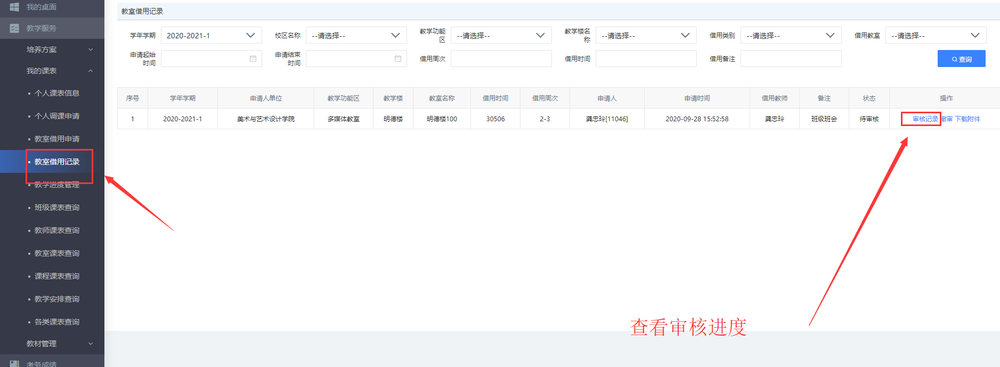 我的桌面
教学服务
培养方案
我的课表
个人课表信息
个人调课申请
教室借用申请
教室借用记录
教学进度管理
班级课表查询
教师课表查询
教室课表查询
课程课表查询
教学安排查询
各类课表查询
教材管理
考务成绩
教室借用记录
学年学期 2020-2021-1 校区名称 --请选择-- 教学功能区 --请选择-- 教学楼名称 --请选择-- 借用类别 --请选择-- 借用教室 --请选择--
申请起始时间 申请结束时间 借用周次 借用时间 借用备注 查询
序号 学年学期 申请人单位 教学功能区 教学楼 教室名称 借用时间 借用周次 申请人 申请时间 借用教师 备注 状态 操作
1 2020-2021-1 美术与艺术设计学院 多媒体教室 明德楼 明德楼100 30506 2-3 龚忠玲[11046] 2020-09-28 15:52:58 龚忠玲 班级班会 待审核 审核记录 撤审 下载附件
查看审核进度